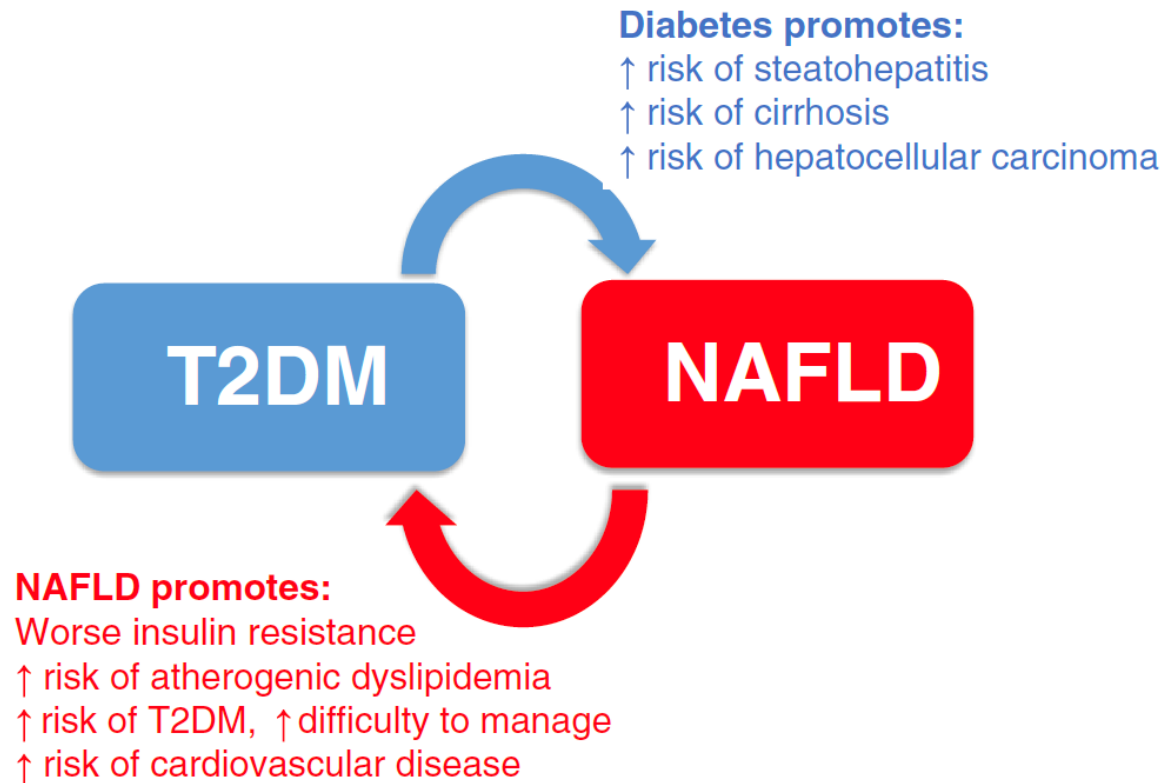 Diabetes promotes:
↑ risk of steatohepatitis
↑ risk of cirrhosis
↑ risk of hepatocellular carcinoma
T2DM
NAFLD
NAFLD promotes:
Worse insulin resistance
↑ risk of atherogenic dyslipidemia
↑ risk of T2DM, ↑ difficulty to manage
↑ risk of cardiovascular disease